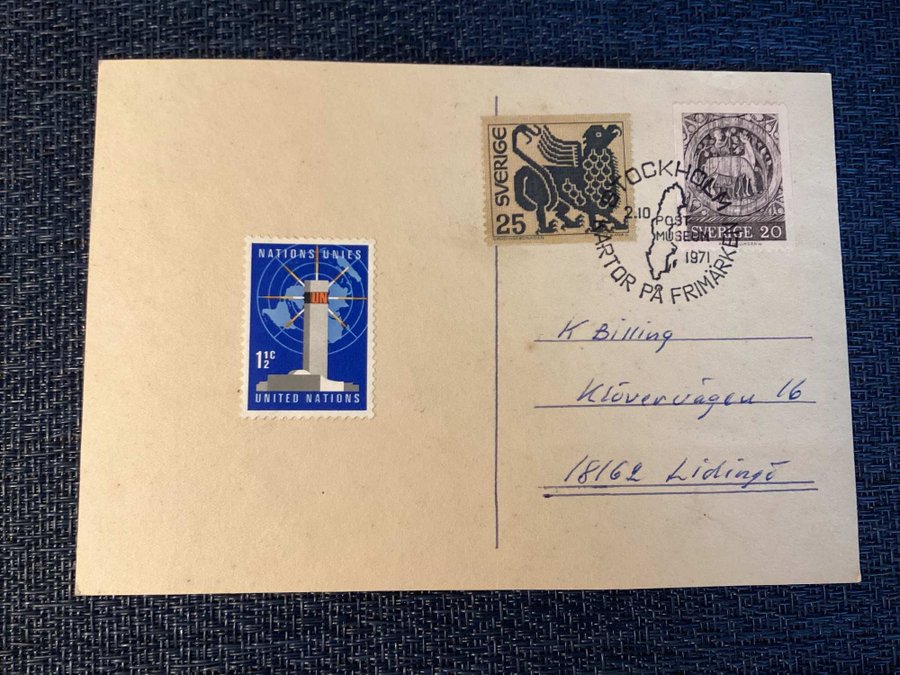 SVERIGE
25
SVERIGE 20
STOCKHOLM
2.10
POST
MUSEUM
1971
KARTOR PÅ FRIMÄRKEN
NATIONS UNIES
UN
1½c
UNITED NATIONS
K Billing
Klövervägen 16
18162 Lidingö